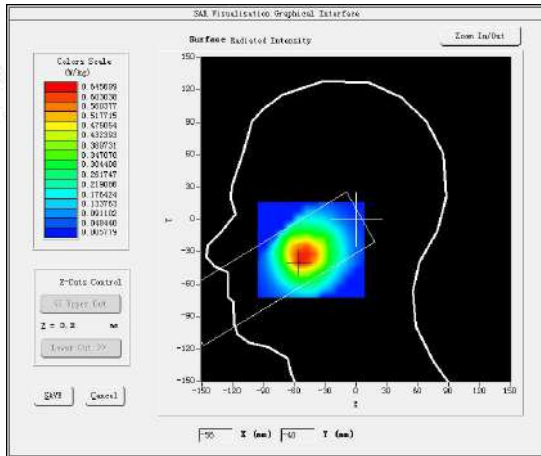 SAR Visualisation Graphical Interface
Surface Radiated Intensity
Zoom In/Out
Colors Scale
(W/kg)
0.645699
0.603038
0.560377
0.517715
0.475054
0.432393
0.389731
0.347070
0.304408
0.261747
0.219086
0.176424
0.133763
0.091102
0.048440
0.005779
150
120
90
60
30
0
-30
-60
-90
-120
-150
Y
-150 -120 -90 -60 -30 0 30 60 90 120 150
X
Z-Cuts Control
<< Upper Cut
Z = 3.2 mm
Lower Cut >>
SAVE Cancel
-55 X (mm) -40 Y (mm)